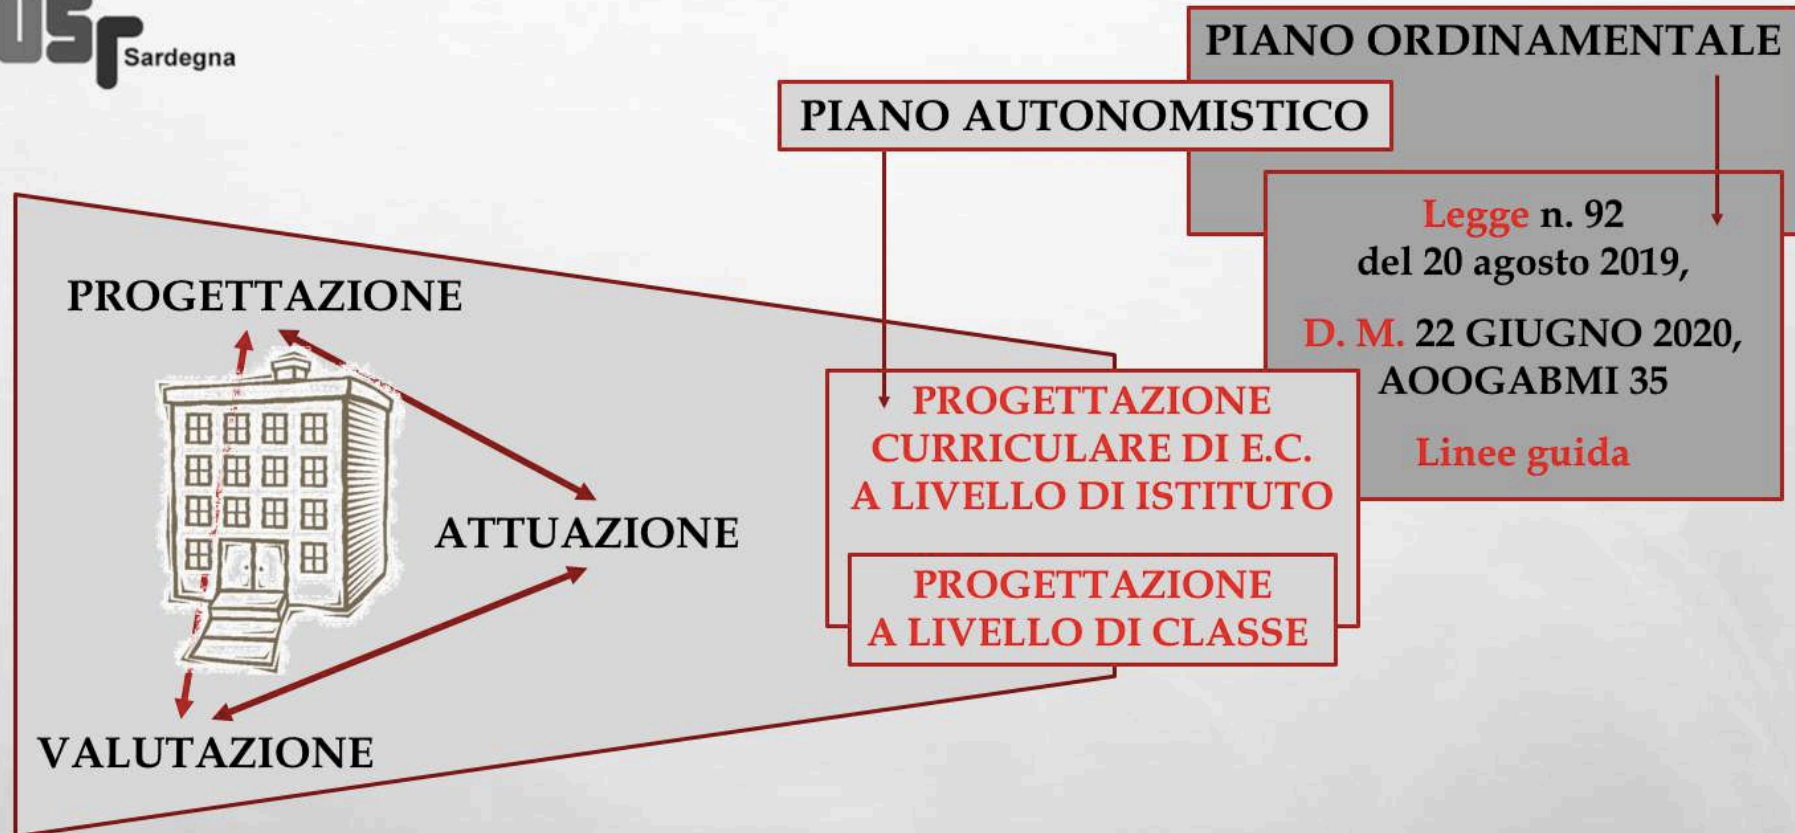 USr Sardegna
PIANO ORDINAMENTALE
PIANO AUTONOMISTICO
Legge n. 92
del 20 agosto 2019,
D. M. 22 GIUGNO 2020,
AOOGABMI 35
Linee guida
PROGETTAZIONE
ATTUAZIONE
VALUTAZIONE
PROGETTAZIONE
CURRICULARE DI E.C.
A LIVELLO DI ISTITUTO
PROGETTAZIONE
A LIVELLO DI CLASSE